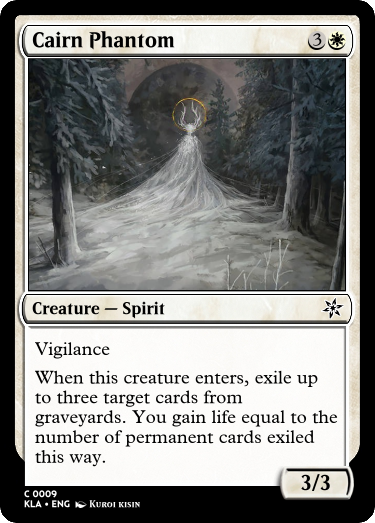 Cairn Phantom 3
Creature — Spirit
Vigilance
When this creature enters, exile up
to three target cards from
graveyards. You gain life equal to the
number of permanent cards exiled
this way.
3/3
C 0009
KLA • ENG Kuroi kisin